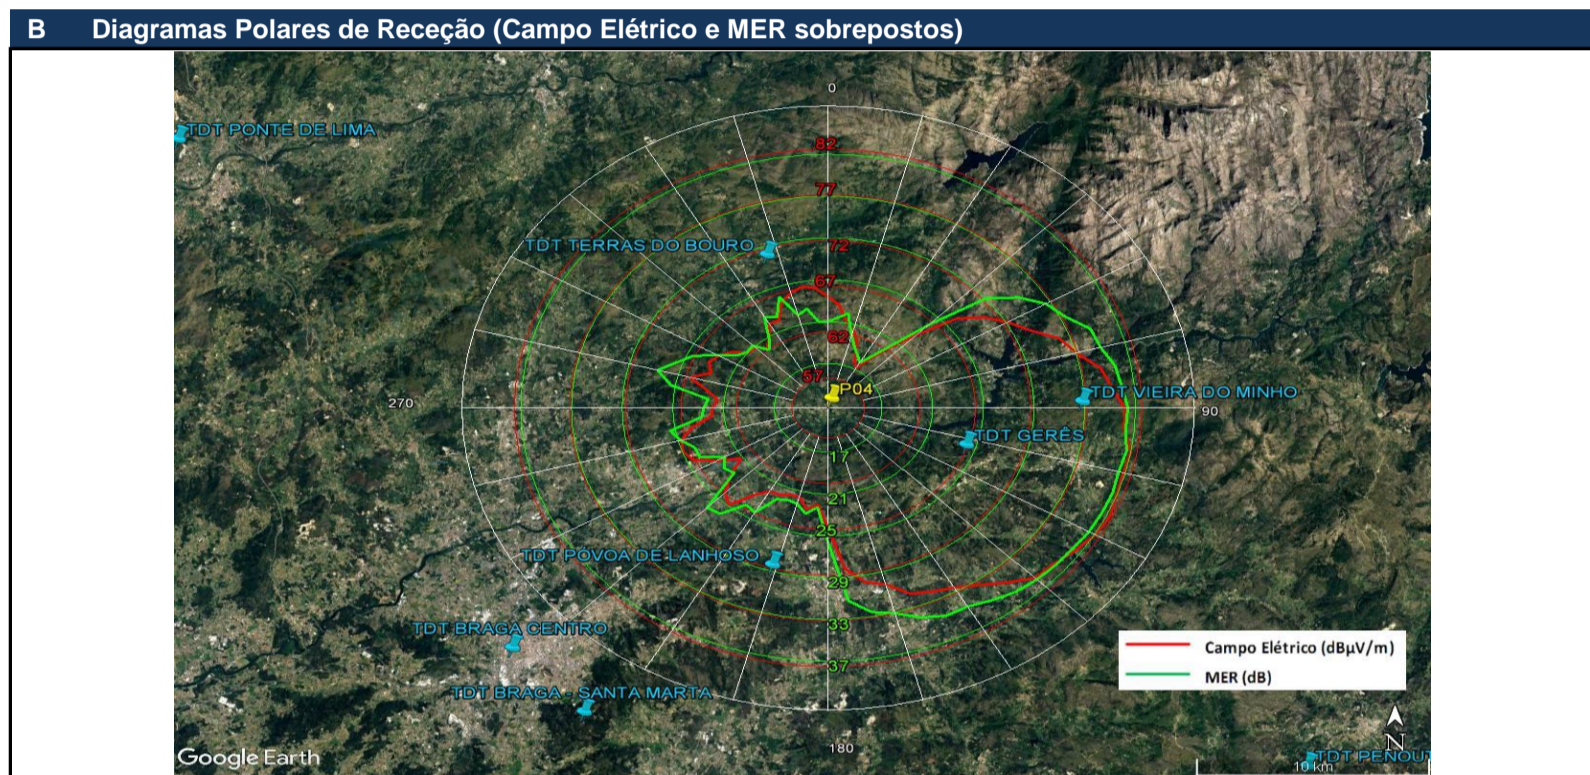 B Diagramas Polares de Receção (Campo Elétrico e MER sobrepostos)
0
TDT PONTE DE LIMA
82
77
TDT TERRAS DO BOURO
72
67
62
57
P04
TDT VIEIRA DO MINHO
270
90
TDT GERÊS
17
21
25
TDT PÓVOA DE LANHOSO
29
33
TDT BRAGA CENTRO
37
Campo Elétrico (dBµV/m)
MER (dB)
TDT BRAGA - SANTA MARTA
N
180
Google Earth
TDT PENOUT
10 km